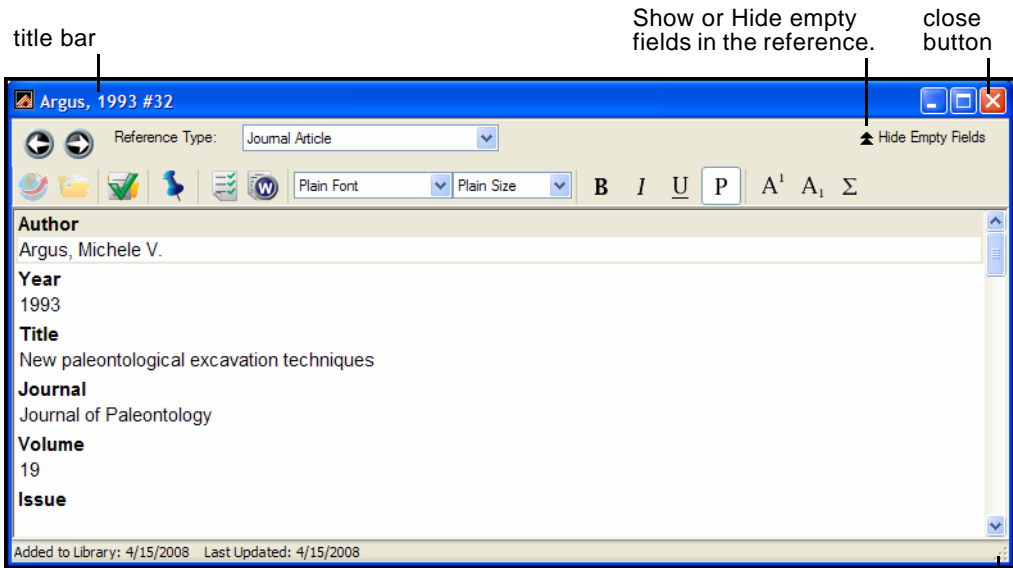 title bar
Show or Hide empty
fields in the reference.
close
button
Argus, 1993 #32
Reference Type: Journal Article Hide Empty Fields
W Plain Font Plain Size B I U P A¹ A₁ Σ
Author
Argus, Michele V.
Year
1993
Title
New paleontological excavation techniques
Journal
Journal of Paleontology
Volume
19
Issue
Added to Library: 4/15/2008 Last Updated: 4/15/2008